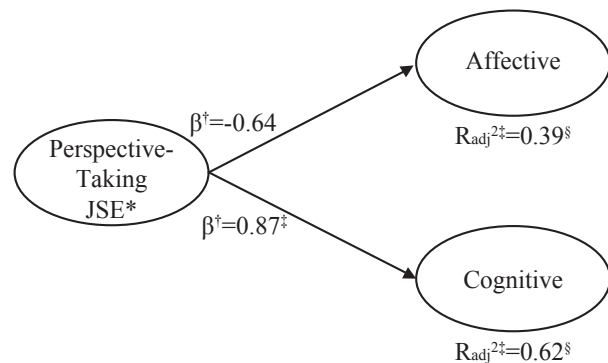 Affective
β†=-0.64
Radj²‡=0.39§
Perspective-
Taking
JSE*
β†=0.87‡
Cognitive
Radj²‡=0.62§